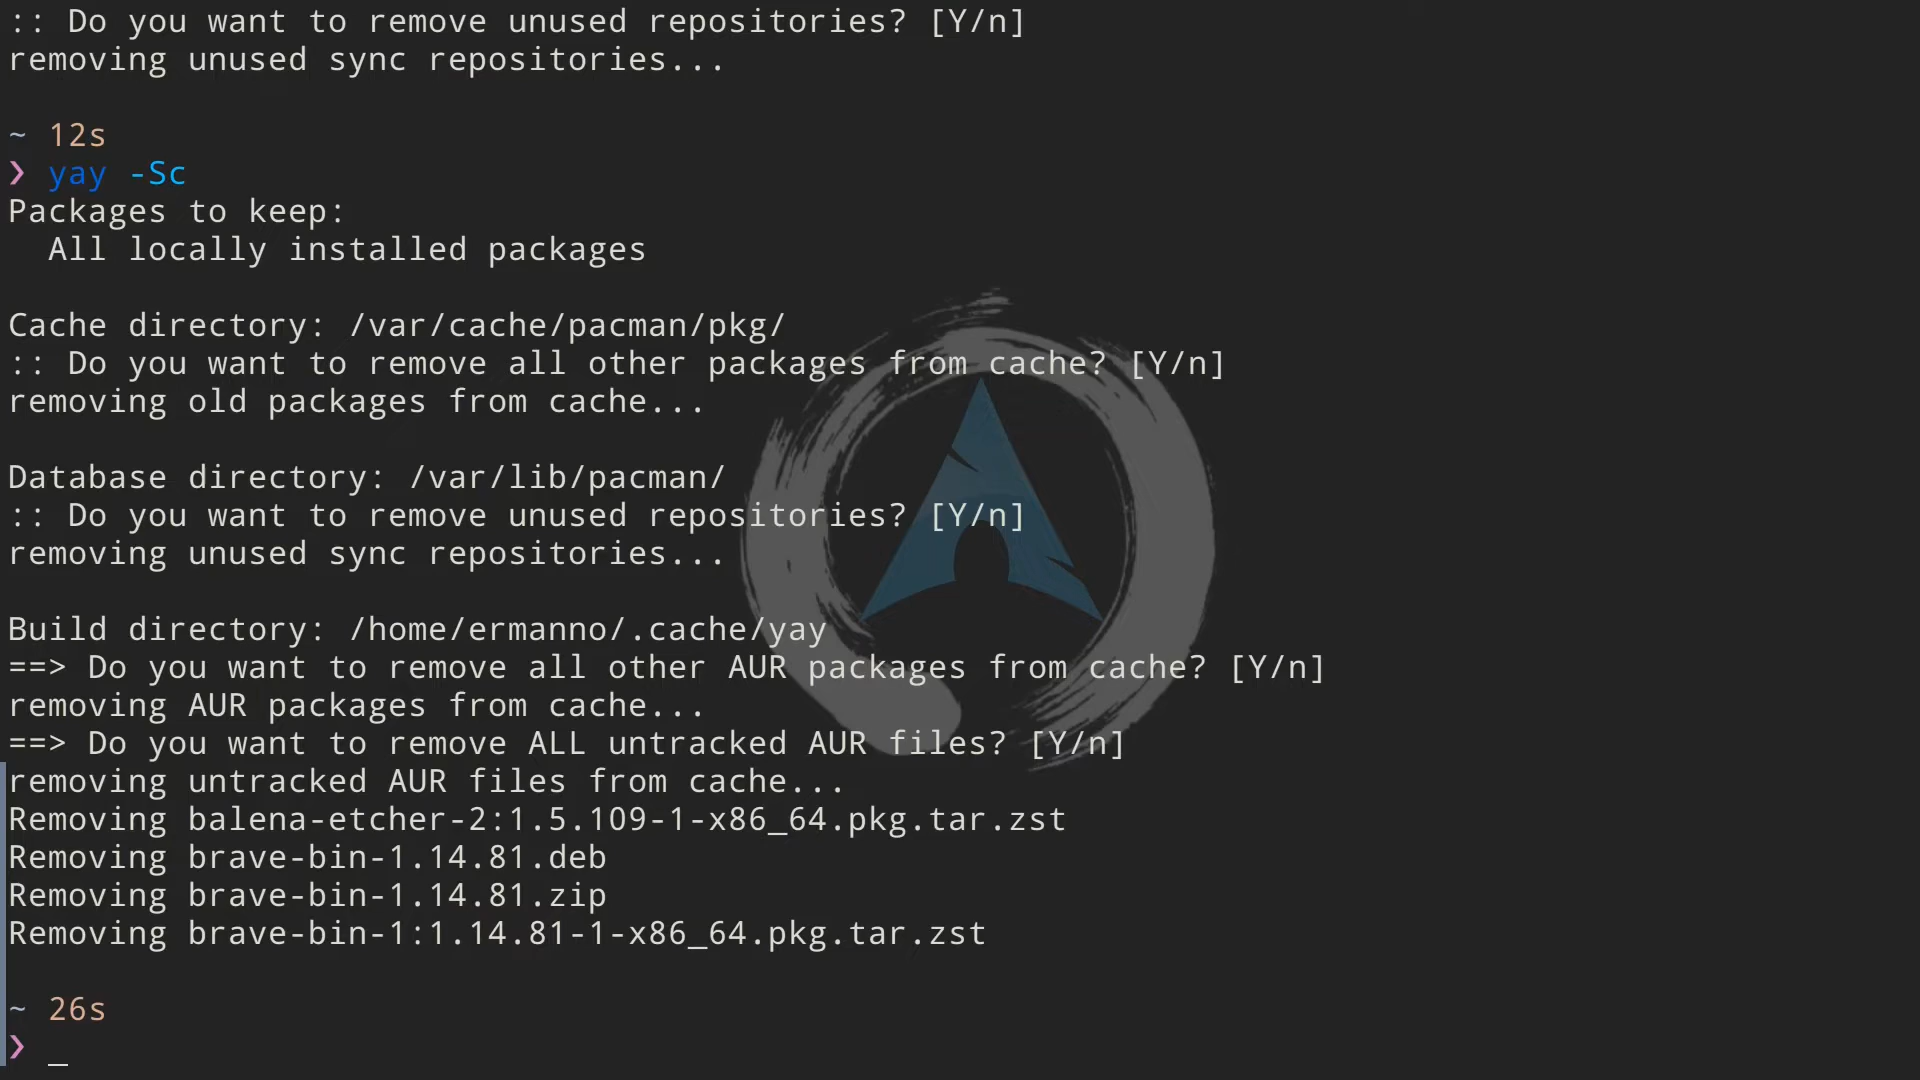 :: Do you want to remove unused repositories? [Y/n]
removing unused sync repositories...
~ 12s
❯ yay -Sc
Packages to keep:
  All locally installed packages
Cache directory: /var/cache/pacman/pkg/
:: Do you want to remove all other packages from cache? [Y/n]
removing old packages from cache...
Database directory: /var/lib/pacman/
:: Do you want to remove unused repositories? [Y/n]
removing unused sync repositories...
Build directory: /home/ermanno/.cache/yay
==> Do you want to remove all other AUR packages from cache? [Y/n]
removing AUR packages from cache...
==> Do you want to remove ALL untracked AUR files? [Y/n]
removing untracked AUR files from cache...
Removing balena-etcher-2:1.5.109-1-x86_64.pkg.tar.zst
Removing brave-bin-1.14.81.deb
Removing brave-bin-1.14.81.zip
Removing brave-bin-1:1.14.81-1-x86_64.pkg.tar.zst
~ 26s
❯ _